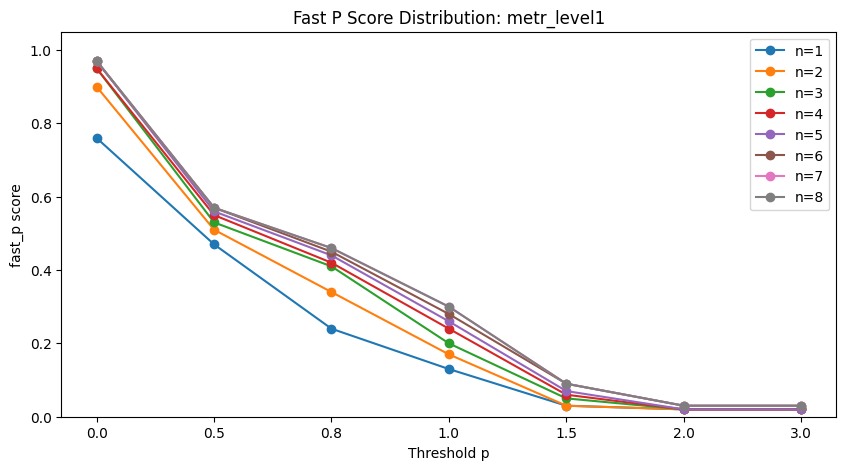 Fast P Score Distribution: metr_level1
fast_p score
1.0
0.8
0.6
0.4
0.2
0.0
n=1
n=2
n=3
n=4
n=5
n=6
n=7
n=8
0.0 0.5 0.8 1.0 1.5 2.0 3.0
Threshold p